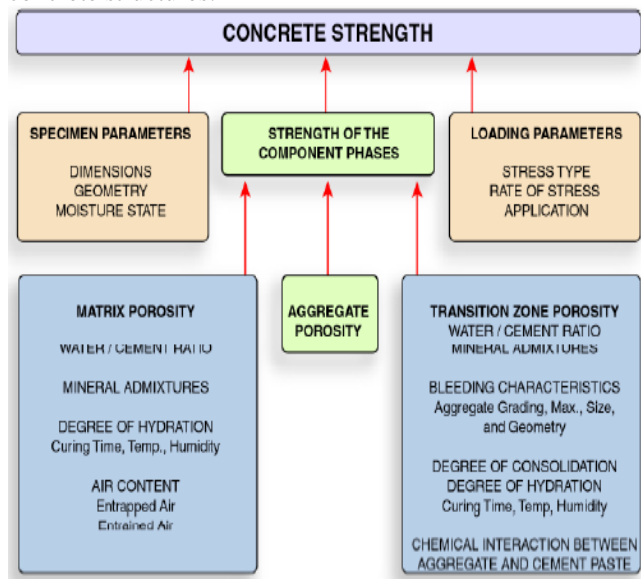 CONCRETE STRENGTH
SPECIMEN PARAMETERS
DIMENSIONS
GEOMETRY
MOISTURE STATE
STRENGTH OF THE
COMPONENT PHASES
LOADING PARAMETERS
STRESS TYPE
RATE OF STRESS
APPLICATION
MATRIX POROSITY
WATER / CEMENT RATIO
MINERAL ADMIXTURES
DEGREE OF HYDRATION
Curing Time, Temp., Humidity
AIR CONTENT
Entrapped Air
Entrained Air
AGGREGATE
POROSITY
TRANSITION ZONE POROSITY
WATER / CEMENT RATIO
MINERAL ADMIXTURES
BLEEDING CHARACTERISTICS
Aggregate Grading, Max., Size,
and Geometry
DEGREE OF CONSOLIDATION
DEGREE OF HYDRATION
Curing Time, Temp, Humidity
CHEMICAL INTERACTION BETWEEN
AGGREGATE AND CEMENT PASTE